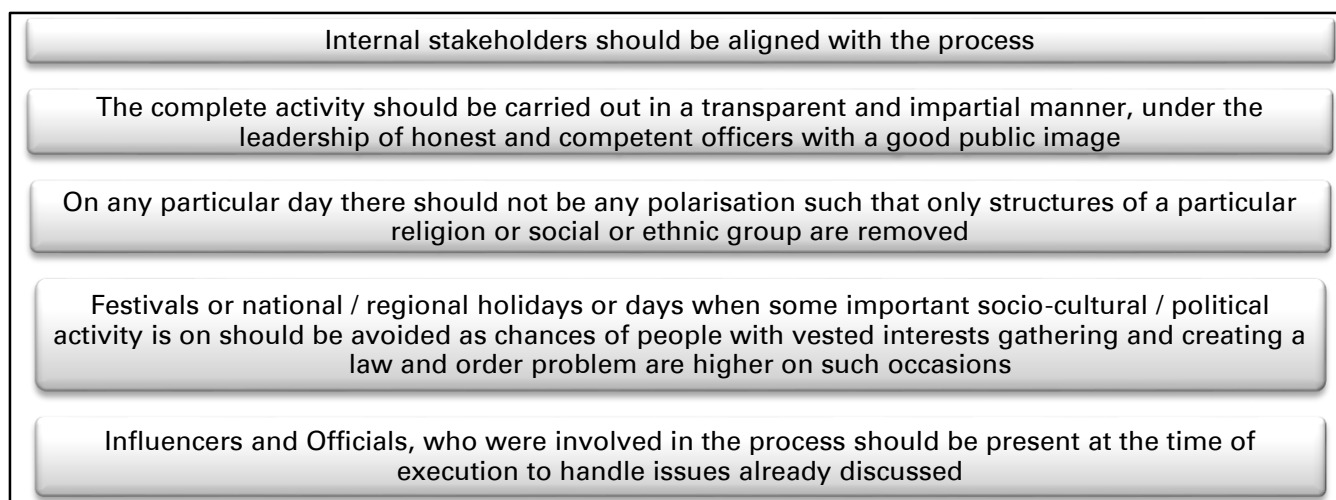 Internal stakeholders should be aligned with the process
The complete activity should be carried out in a transparent and impartial manner, under the
leadership of honest and competent officers with a good public image
On any particular day there should not be any polarisation such that only structures of a particular
religion or social or ethnic group are removed
Festivals or national / regional holidays or days when some important socio-cultural / political
activity is on should be avoided as chances of people with vested interests gathering and creating a
law and order problem are higher on such occasions
Influencers and Officials, who were involved in the process should be present at the time of
execution to handle issues already discussed